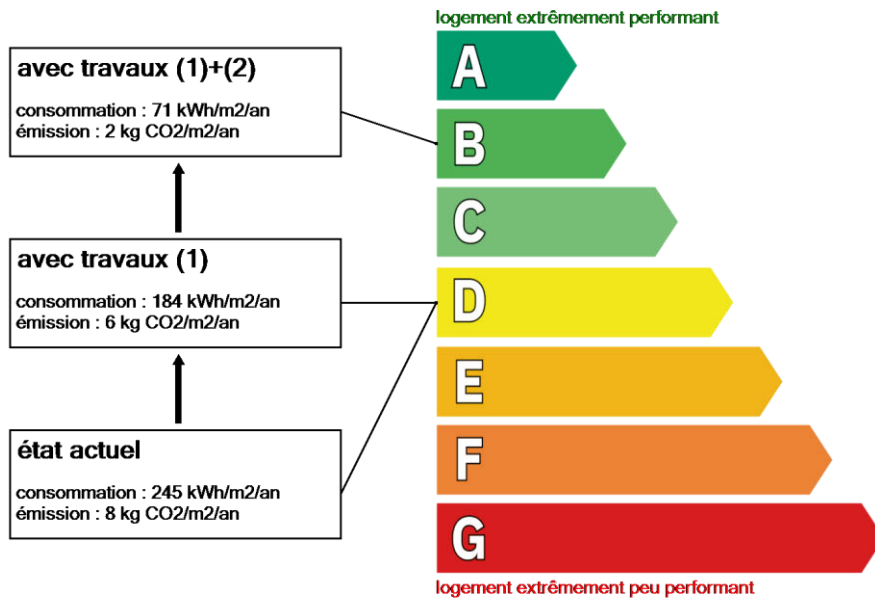 logement extrêmement performant
avec travaux (1)+(2)
consommation : 71 kWh/m2/an
émission : 2 kg CO2/m2/an
avec travaux (1)
consommation : 184 kWh/m2/an
émission : 6 kg CO2/m2/an
état actuel
consommation : 245 kWh/m2/an
émission : 8 kg CO2/m2/an
A
B
C
D
E
F
G
logement extrêmement peu performant